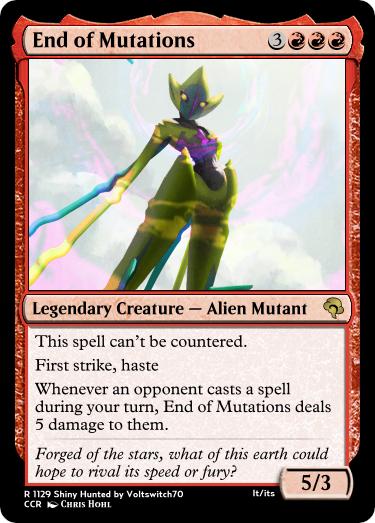 End of Mutations 3
Legendary Creature — Alien Mutant
This spell can't be countered.
First strike, haste
Whenever an opponent casts a spell
during your turn, End of Mutations deals
5 damage to them.
Forged of the stars, what of this earth could
hope to rival its speed or fury?
5/3
R 1129 Shiny Hunted by Voltswitch70 It/its
CCR Chris Hohl